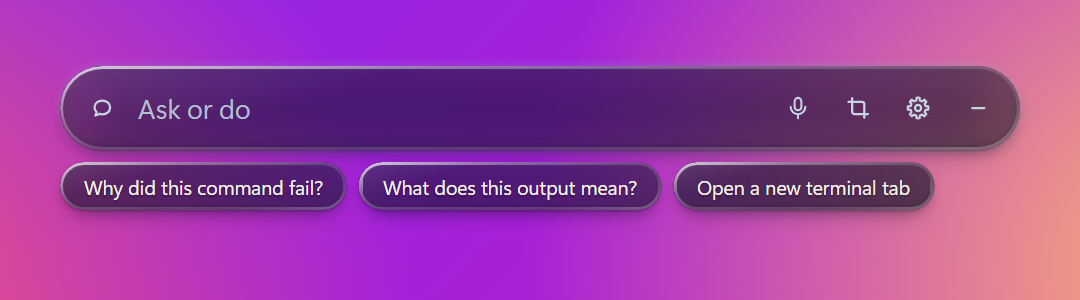 Ask or do
Why did this command fail?
What does this output mean?
Open a new terminal tab